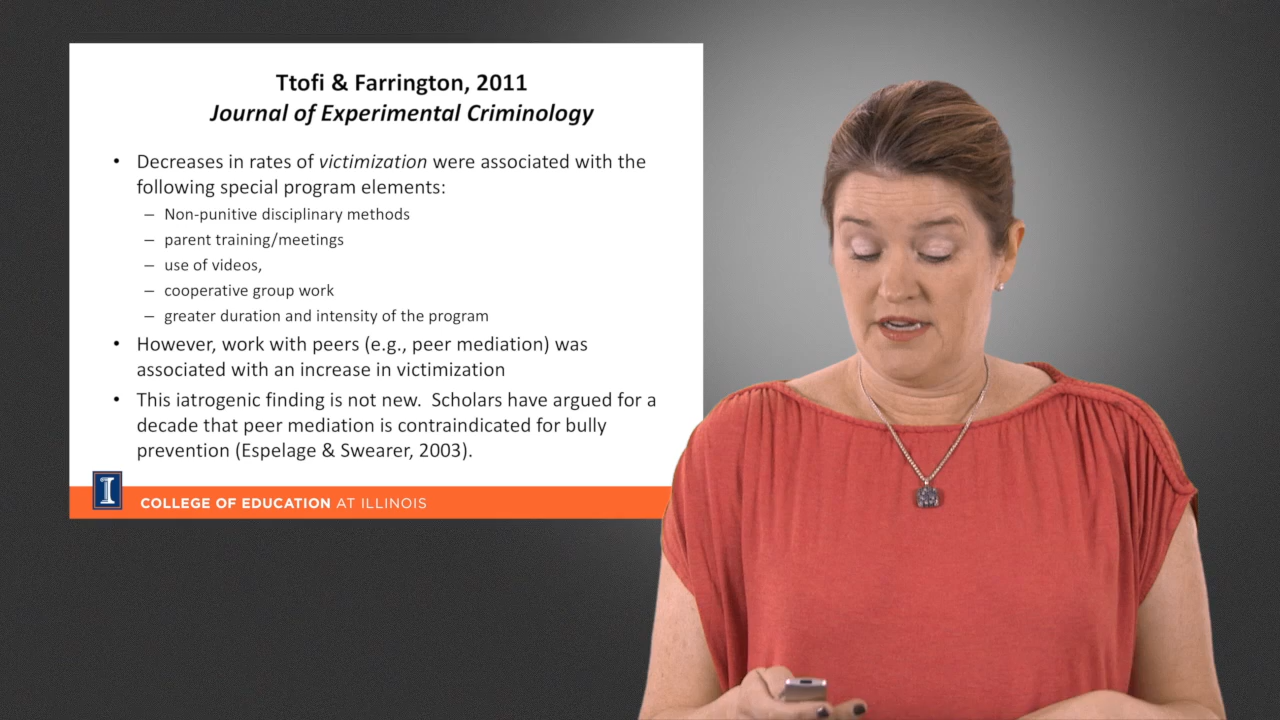 Ttofi & Farrington, 2011
Journal of Experimental Criminology
• Decreases in rates of victimization were associated with the
following special program elements:
– Non-punitive disciplinary methods
– parent training/meetings
– use of videos,
– cooperative group work
– greater duration and intensity of the program
• However, work with peers (e.g., peer mediation) was
associated with an increase in victimization
• This iatrogenic finding is not new.  Scholars have argued for a
decade that peer mediation is contraindicated for bully
prevention (Espelage & Swearer, 2003).
I
COLLEGE OF EDUCATION AT ILLINOIS